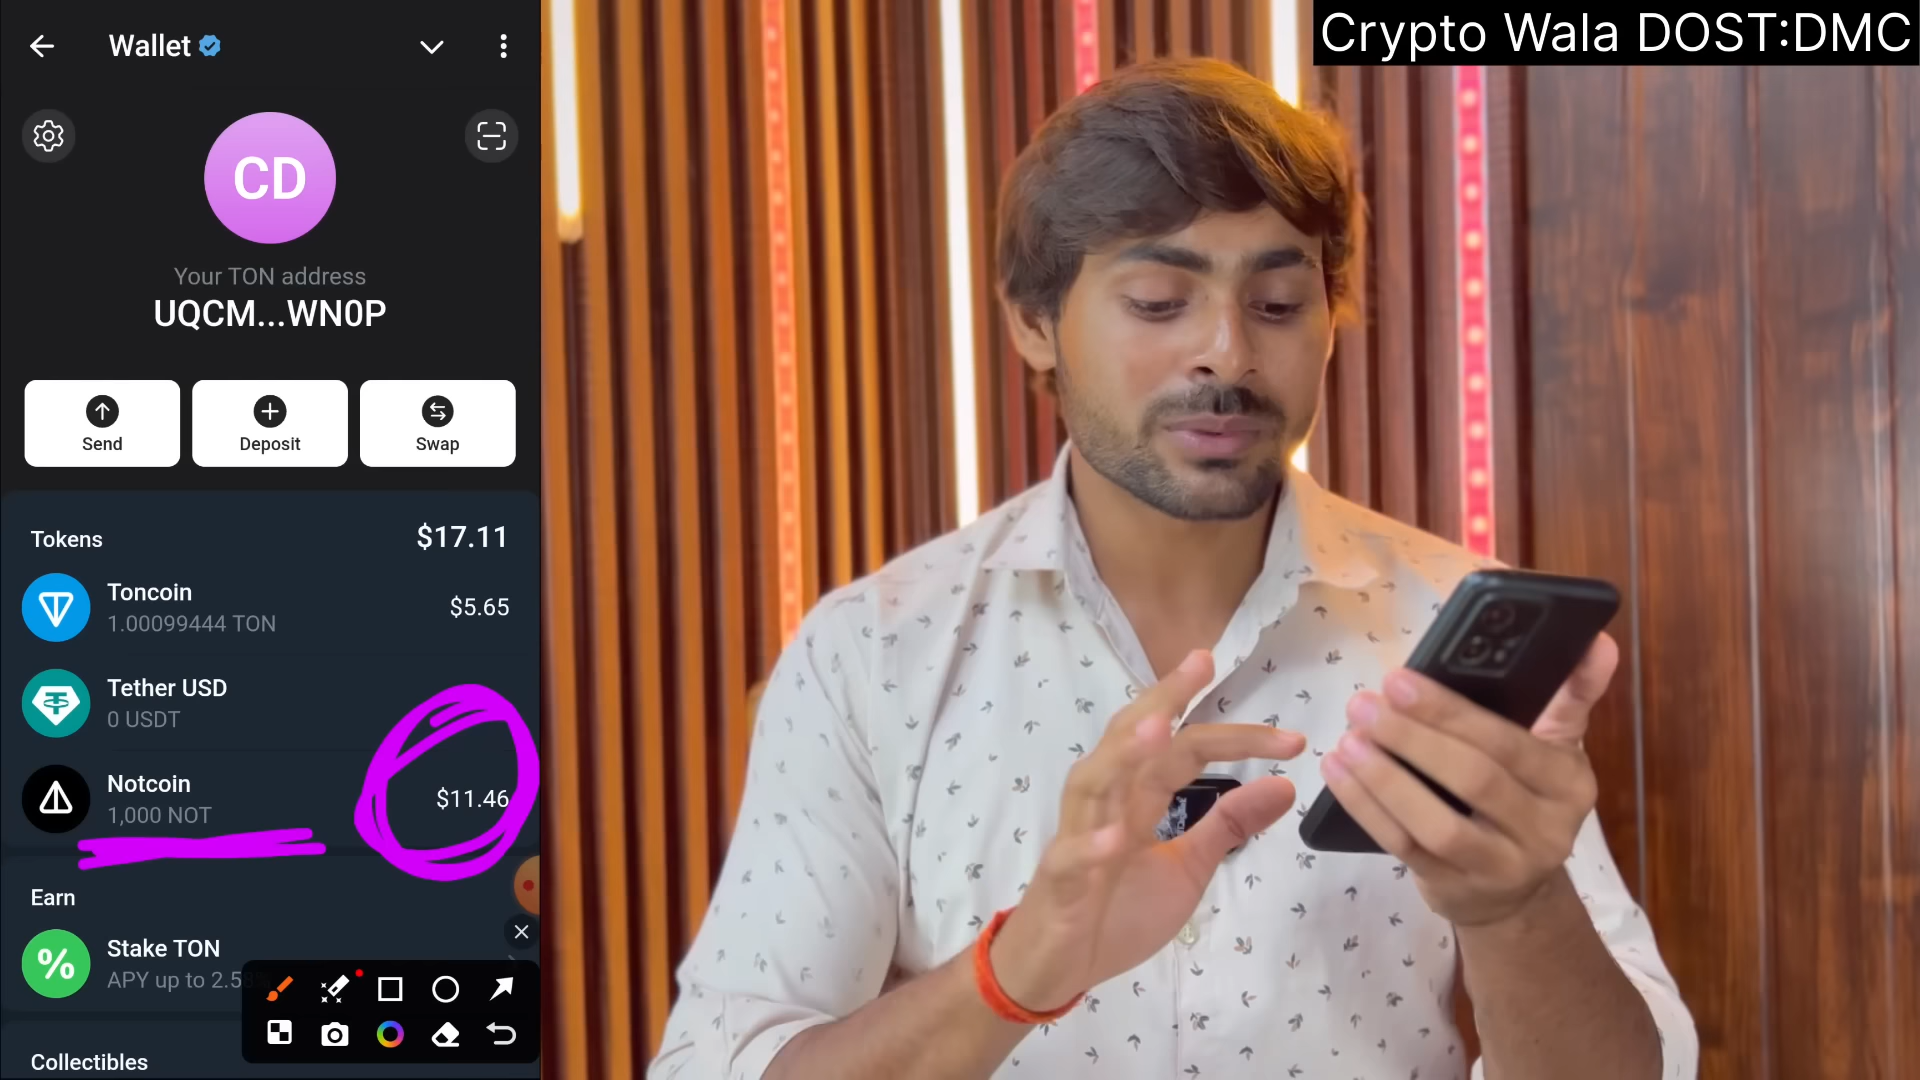 Crypto Wala DOST:DMC
Wallet
CD
Your TON address
UQCM...WN0P
Send
Deposit
Swap
Tokens
$17.11
Toncoin
$5.65
1.00099444 TON
Tether USD
0 USDT
Notcoin
$11.46
1,000 NOT
Earn
Stake TON
APY up to 2.5
Collectibles